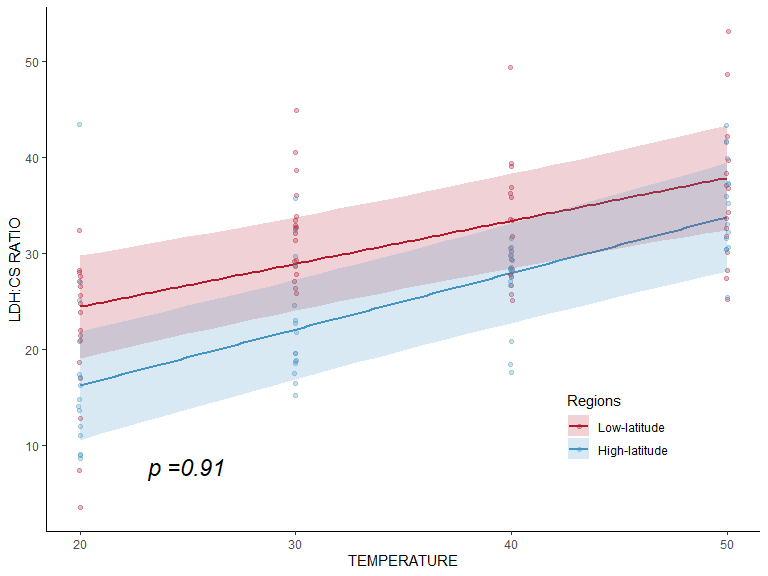 LDH:CS RATIO
50
40
30
20
10
p =0.91
Regions
Low-latitude
High-latitude
20 30 40 50
TEMPERATURE